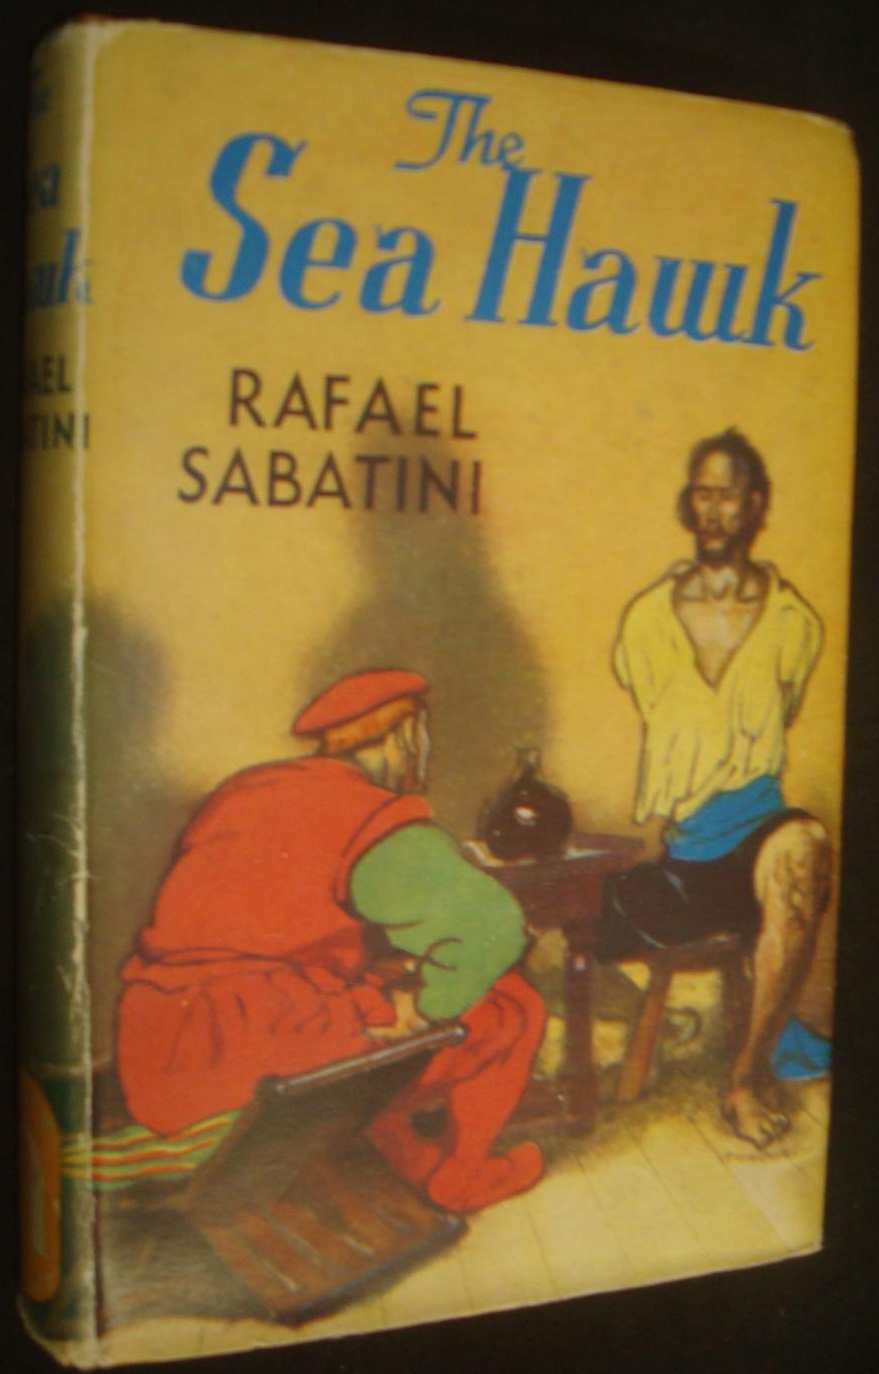 The
Sea Hawk
RAFAEL
SABATINI